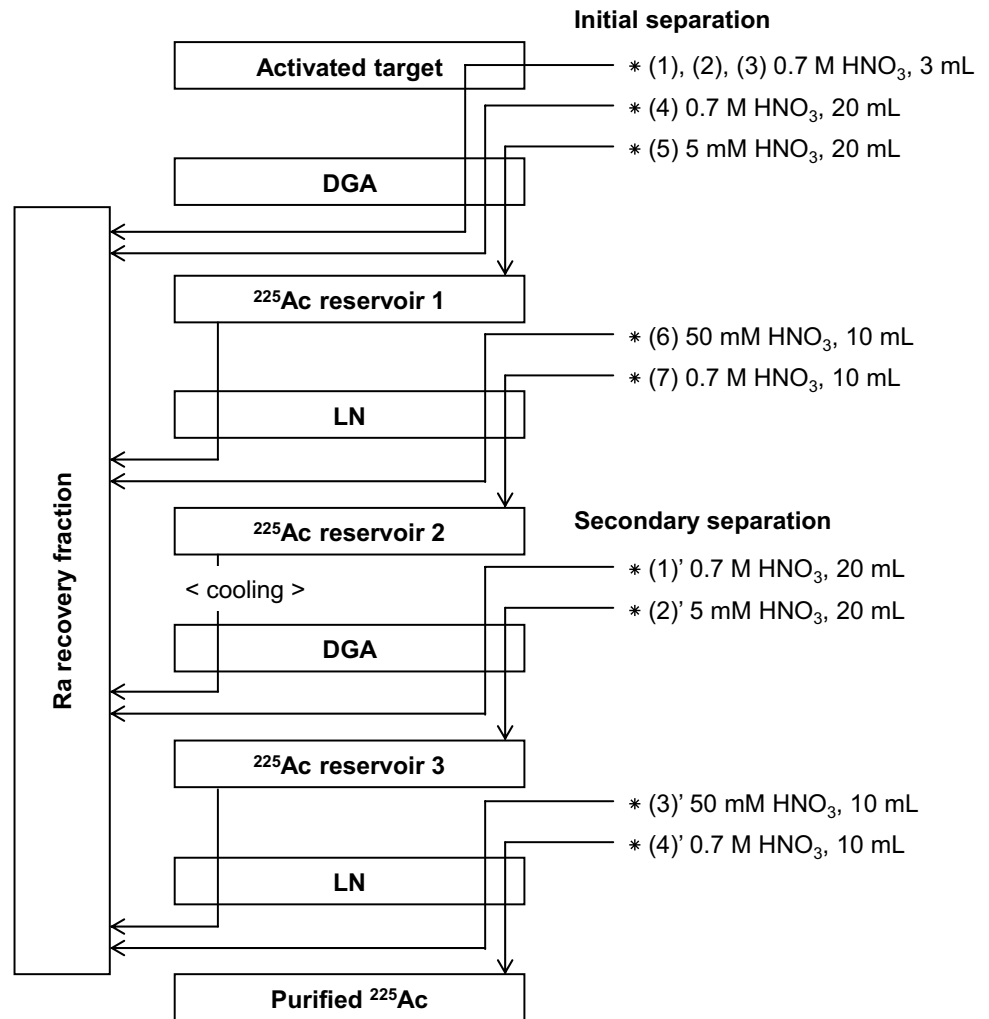 Initial separation
Activated target
* (1), (2), (3) 0.7 M HNO₃, 3 mL
* (4) 0.7 M HNO₃, 20 mL
* (5) 5 mM HNO₃, 20 mL
DGA
²²⁵Ac reservoir 1
* (6) 50 mM HNO₃, 10 mL
* (7) 0.7 M HNO₃, 10 mL
LN
Ra recovery fraction
²²⁵Ac reservoir 2
Secondary separation
< cooling >
* (1)' 0.7 M HNO₃, 20 mL
* (2)' 5 mM HNO₃, 20 mL
DGA
²²⁵Ac reservoir 3
* (3)' 50 mM HNO₃, 10 mL
* (4)' 0.7 M HNO₃, 10 mL
LN
Purified ²²⁵Ac